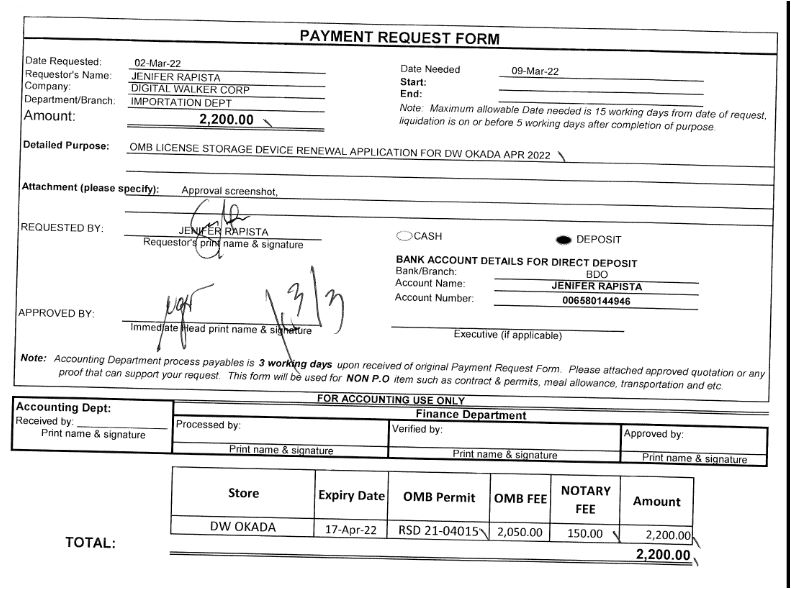 PAYMENT REQUEST FORM
Date Requested: 02-Mar-22
Requestor's Name: JENIFER RAPISTA
Company: DIGITAL WALKER CORP
Department/Branch: IMPORTATION DEPT
Amount: 2,200.00
Date Needed 09-Mar-22
Start:
End:
Note: Maximum allowable Date needed is 15 working days from date of request,
liquidation is on or before 5 working days after completion of purpose.
Detailed Purpose: OMB LICENSE STORAGE DEVICE RENEWAL APPLICATION FOR DW OKADA APR 2022
Attachment (please specify): Approval screenshot,
REQUESTED BY: JENIFER RAPISTA
Requestor's print name & signature
CASH DEPOSIT
BANK ACCOUNT DETAILS FOR DIRECT DEPOSIT
Bank/Branch: BDO
Account Name: JENIFER RAPISTA
Account Number: 006580144946
APPROVED BY: 3/3
Immediate Head print name & signature
Executive (if applicable)
Note: Accounting Department process payables is 3 working days upon received of original Payment Request Form. Please attached approved quotation or any
proof that can support your request. This form will be used for NON P.O item such as contract & permits, meal allowance, transportation and etc.
FOR ACCOUNTING USE ONLY
Accounting Dept:
Received by:
Print name & signature
Finance Department
Processed by: Verified by: Approved by:
Print name & signature Print name & signature Print name & signature
Store Expiry Date OMB Permit OMB FEE NOTARY FEE Amount
DW OKADA 17-Apr-22 RSD 21-04015 2,050.00 150.00 2,200.00
TOTAL: 2,200.00